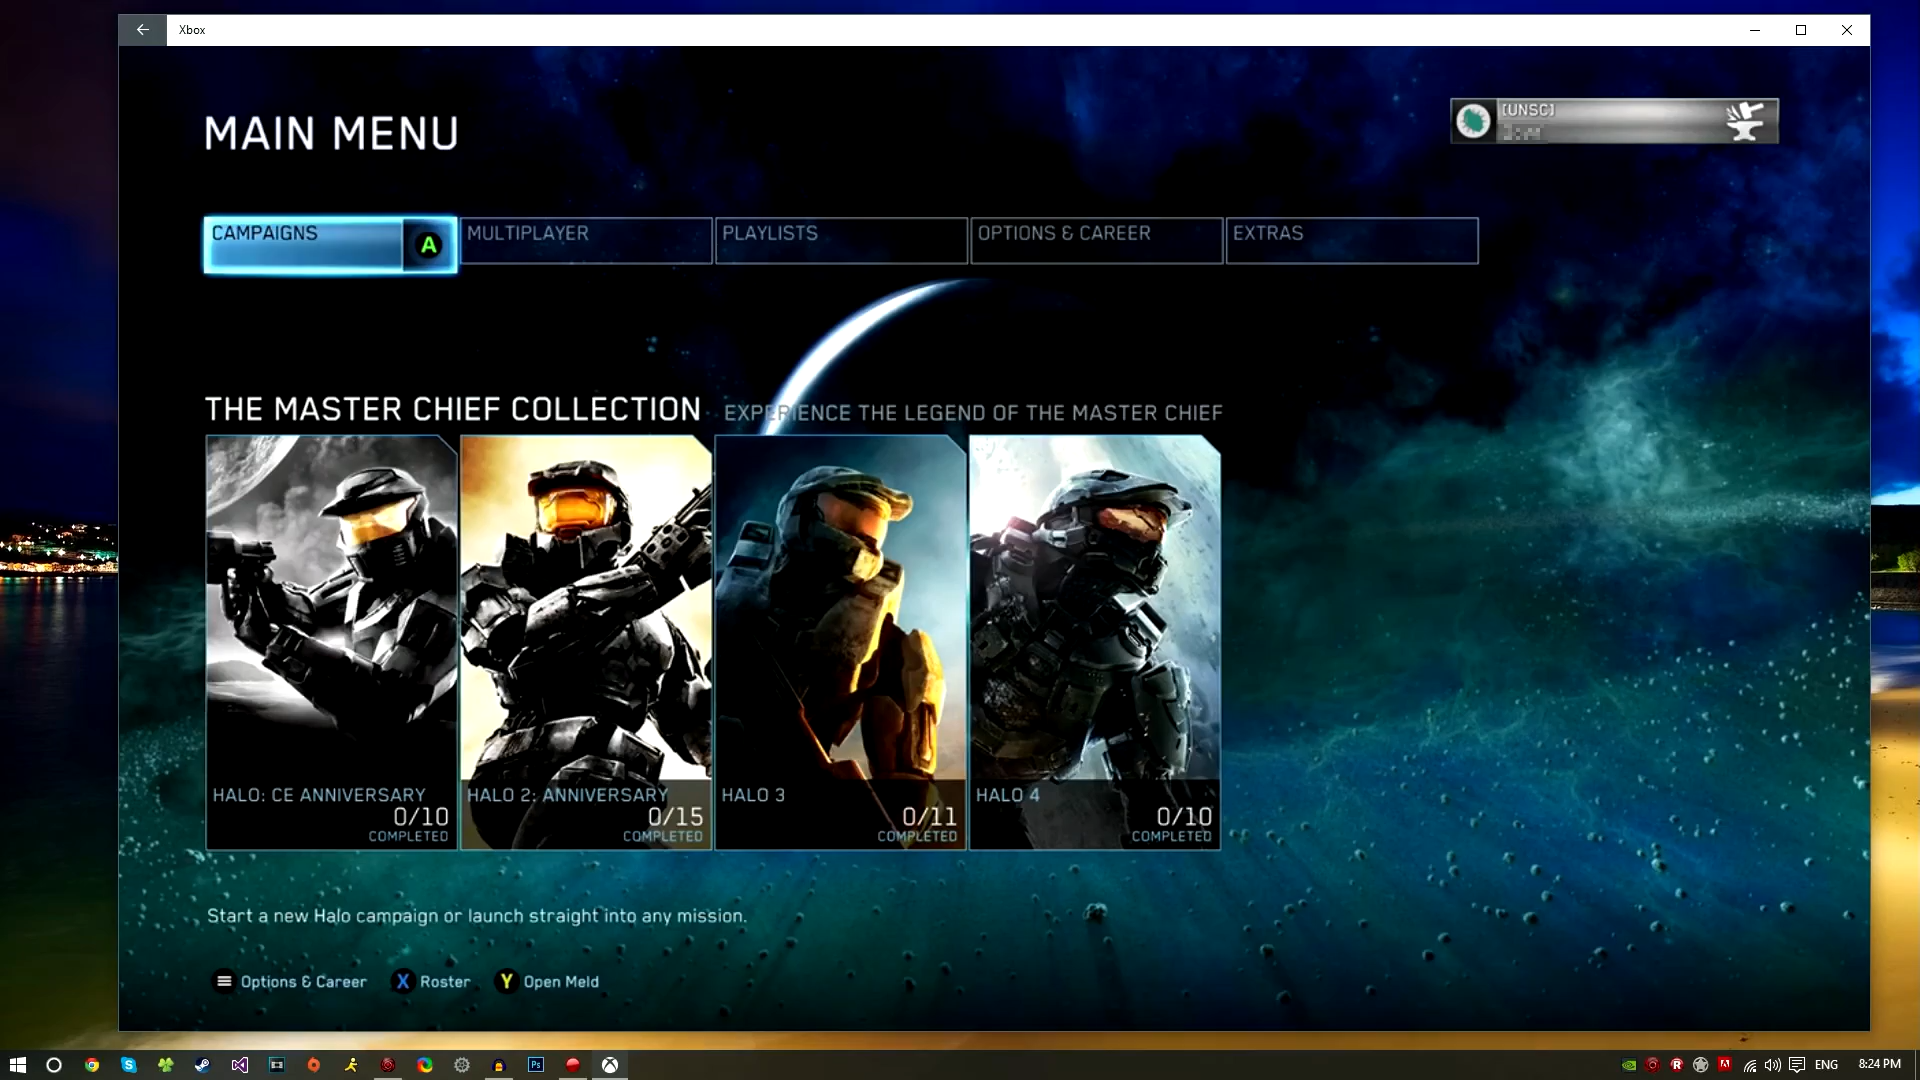 Xbox
MAIN MENU
[UNSC]
CAMPAIGNS A
MULTIPLAYER
PLAYLISTS
OPTIONS & CAREER
EXTRAS
THE MASTER CHIEF COLLECTION
EXPERIENCE THE LEGEND OF THE MASTER CHIEF
HALO: CE ANNIVERSARY
0/10
COMPLETED
HALO 2: ANNIVERSARY
0/15
COMPLETED
HALO 3
0/11
COMPLETED
HALO 4
0/10
COMPLETED
Start a new Halo campaign or launch straight into any mission.
Options & Career X Roster Y Open Meld
Ps
R
ENG
8:24 PM